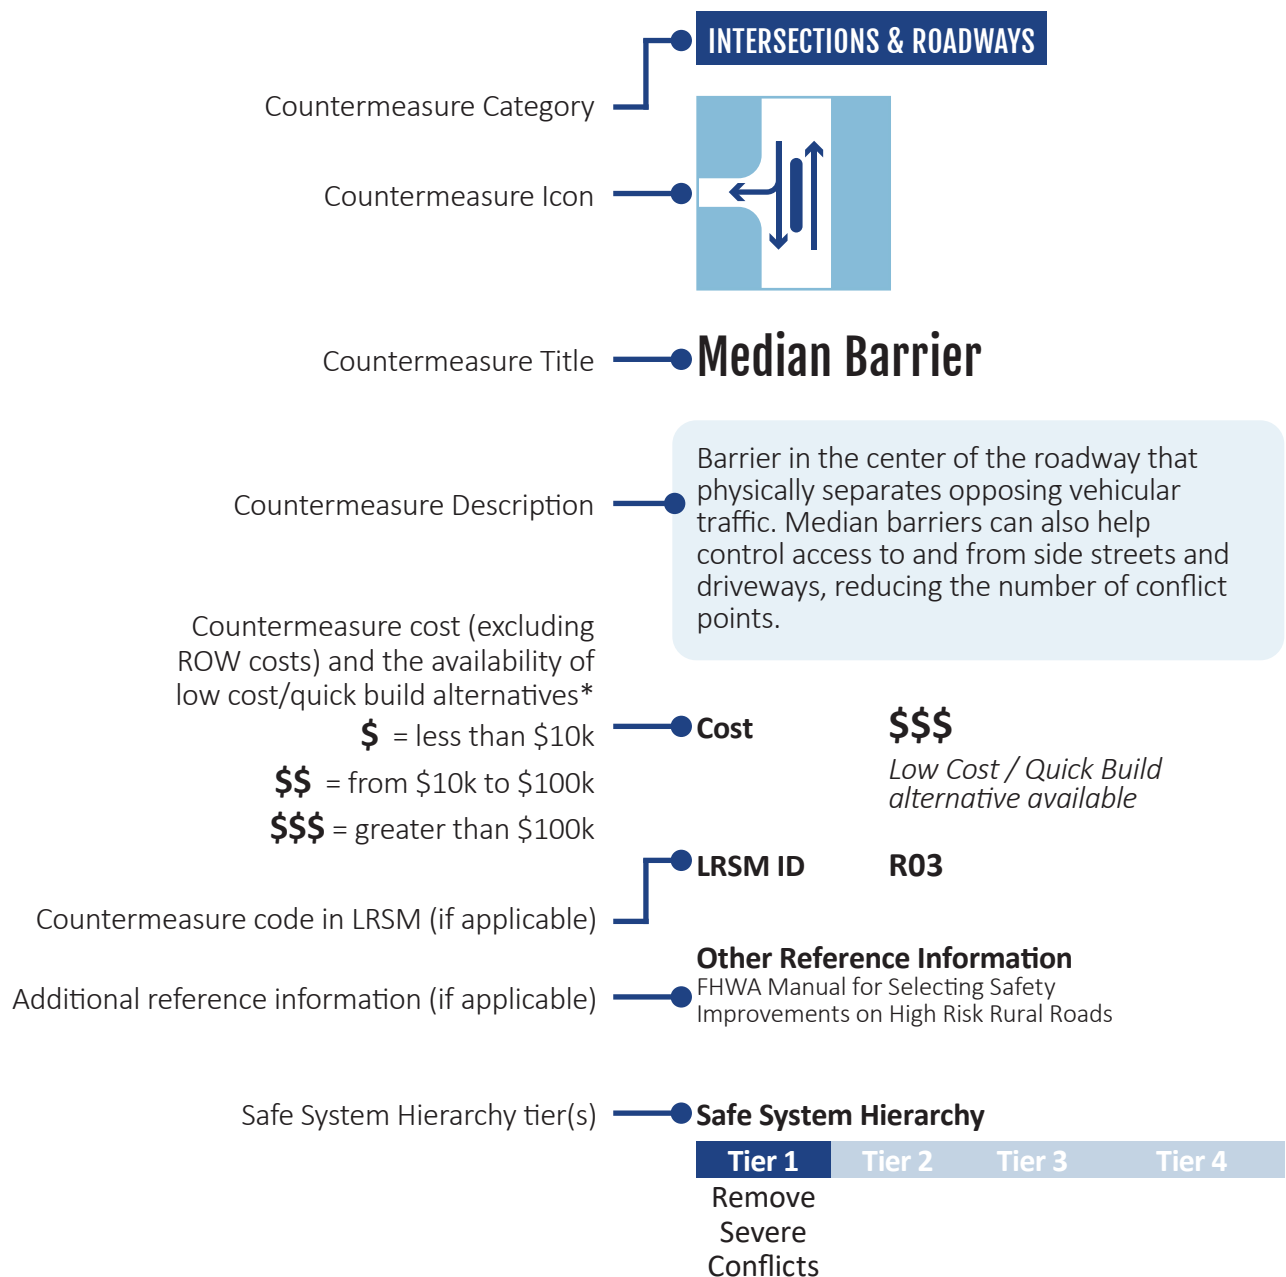 INTERSECTIONS & ROADWAYS
Countermeasure Category
Countermeasure Icon
Countermeasure Title
Median Barrier
Countermeasure Description
Barrier in the center of the roadway that
physically separates opposing vehicular
traffic. Median barriers can also help
control access to and from side streets and
driveways, reducing the number of conflict
points.
Countermeasure cost (excluding
ROW costs) and the availability of
low cost/quick build alternatives*
$ = less than $10k
$$ = from $10k to $100k
$$$ = greater than $100k
Cost $$$
Low Cost / Quick Build
alternative available
LRSM ID R03
Countermeasure code in LRSM (if applicable)
Additional reference information (if applicable)
Other Reference Information
FHWA Manual for Selecting Safety
Improvements on High Risk Rural Roads
Safe System Hierarchy tier(s)
Safe System Hierarchy
Tier 1 Tier 2 Tier 3 Tier 4
Remove
Severe
Conflicts